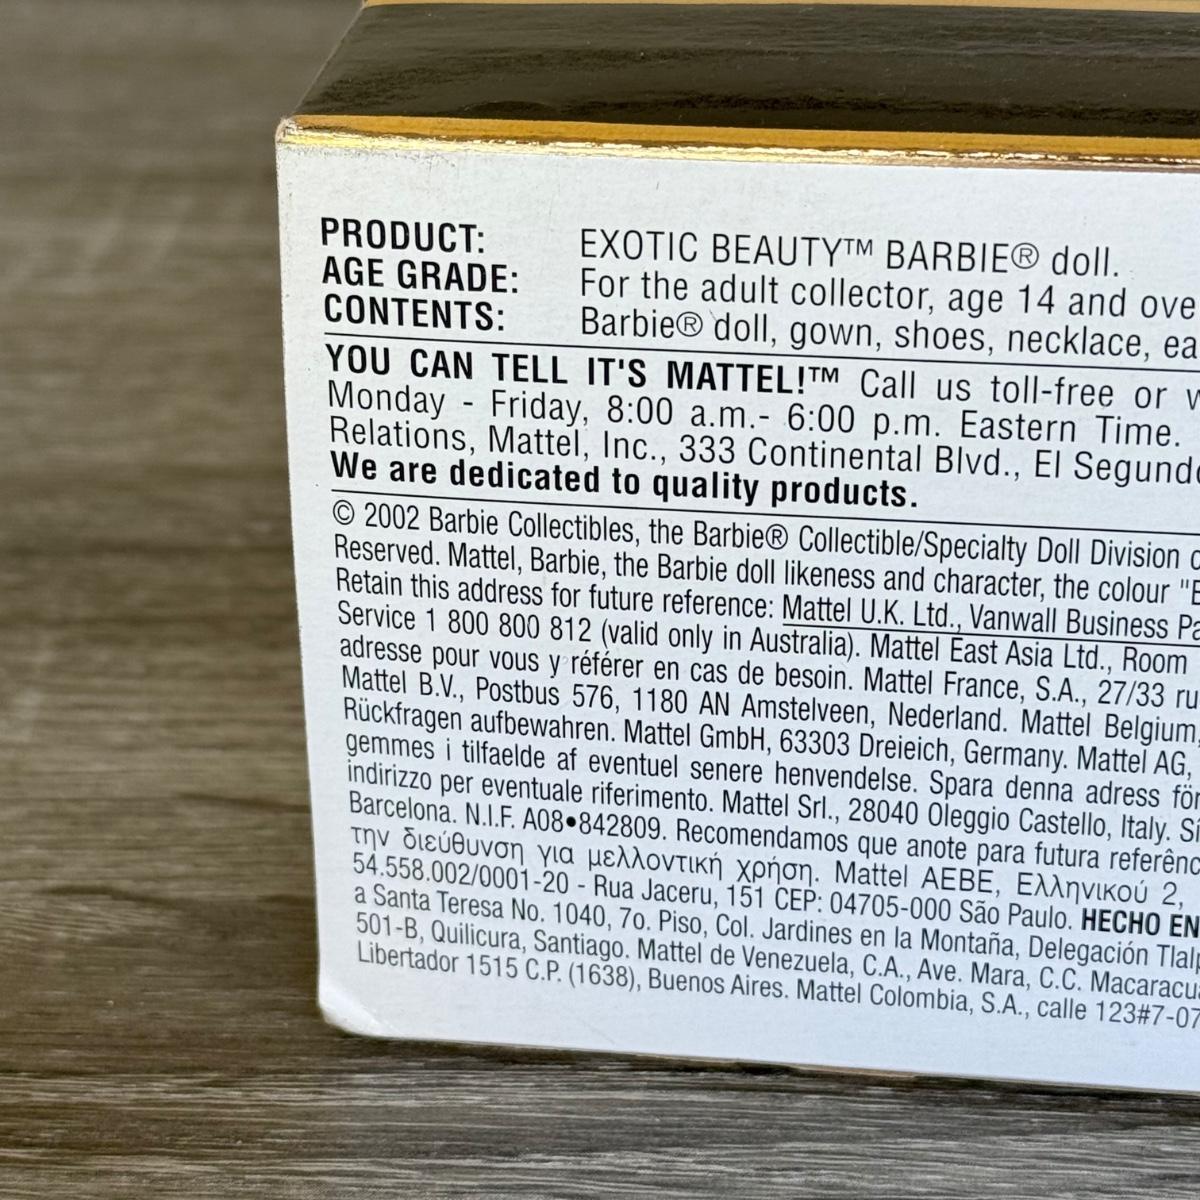 PRODUCT: EXOTIC BEAUTY™ BARBIE® doll.
AGE GRADE: For the adult collector, age 14 and ove
CONTENTS: Barbie® doll, gown, shoes, necklace, ea
YOU CAN TELL IT'S MATTEL!™ Call us toll-free or w
Monday - Friday, 8:00 a.m.- 6:00 p.m. Eastern Time.
Relations, Mattel, Inc., 333 Continental Blvd., El Segundo
We are dedicated to quality products.
© 2002 Barbie Collectibles, the Barbie® Collectible/Specialty Doll Division o
Reserved. Mattel, Barbie, the Barbie doll likeness and character, the colour "B
Retain this address for future reference: Mattel U.K. Ltd., Vanwall Business Pa
Service 1 800 800 812 (valid only in Australia). Mattel East Asia Ltd., Room
adresse pour vous y référer en cas de besoin. Mattel France, S.A., 27/33 ru
Mattel B.V., Postbus 576, 1180 AN Amstelveen, Nederland. Mattel Belgium,
Rückfragen aufbewahren. Mattel GmbH, 63303 Dreieich, Germany. Mattel AG,
gemmes i tilfaelde af eventuel senere henvendelse. Spara denna adress för
indirizzo per eventuale riferimento. Mattel Srl., 28040 Oleggio Castello, Italy. Sí
Barcelona. N.I.F. A08•842809. Recomendamos que anote para futura referênc
την διεύθυνση για μελλοντική χρήση. Mattel AEBE, Ελληνικού 2,
54.558.002/0001-20 - Rua Jaceru, 151 CEP: 04705-000 São Paulo. HECHO EN
a Santa Teresa No. 1040, 7o. Piso, Col. Jardines en la Montaña, Delegación Tlalp
501-B, Quilicura, Santiago. Mattel de Venezuela, C.A., Ave. Mara, C.C. Macaracua
Libertador 1515 C.P. (1638), Buenos Aires. Mattel Colombia, S.A., calle 123#7-07